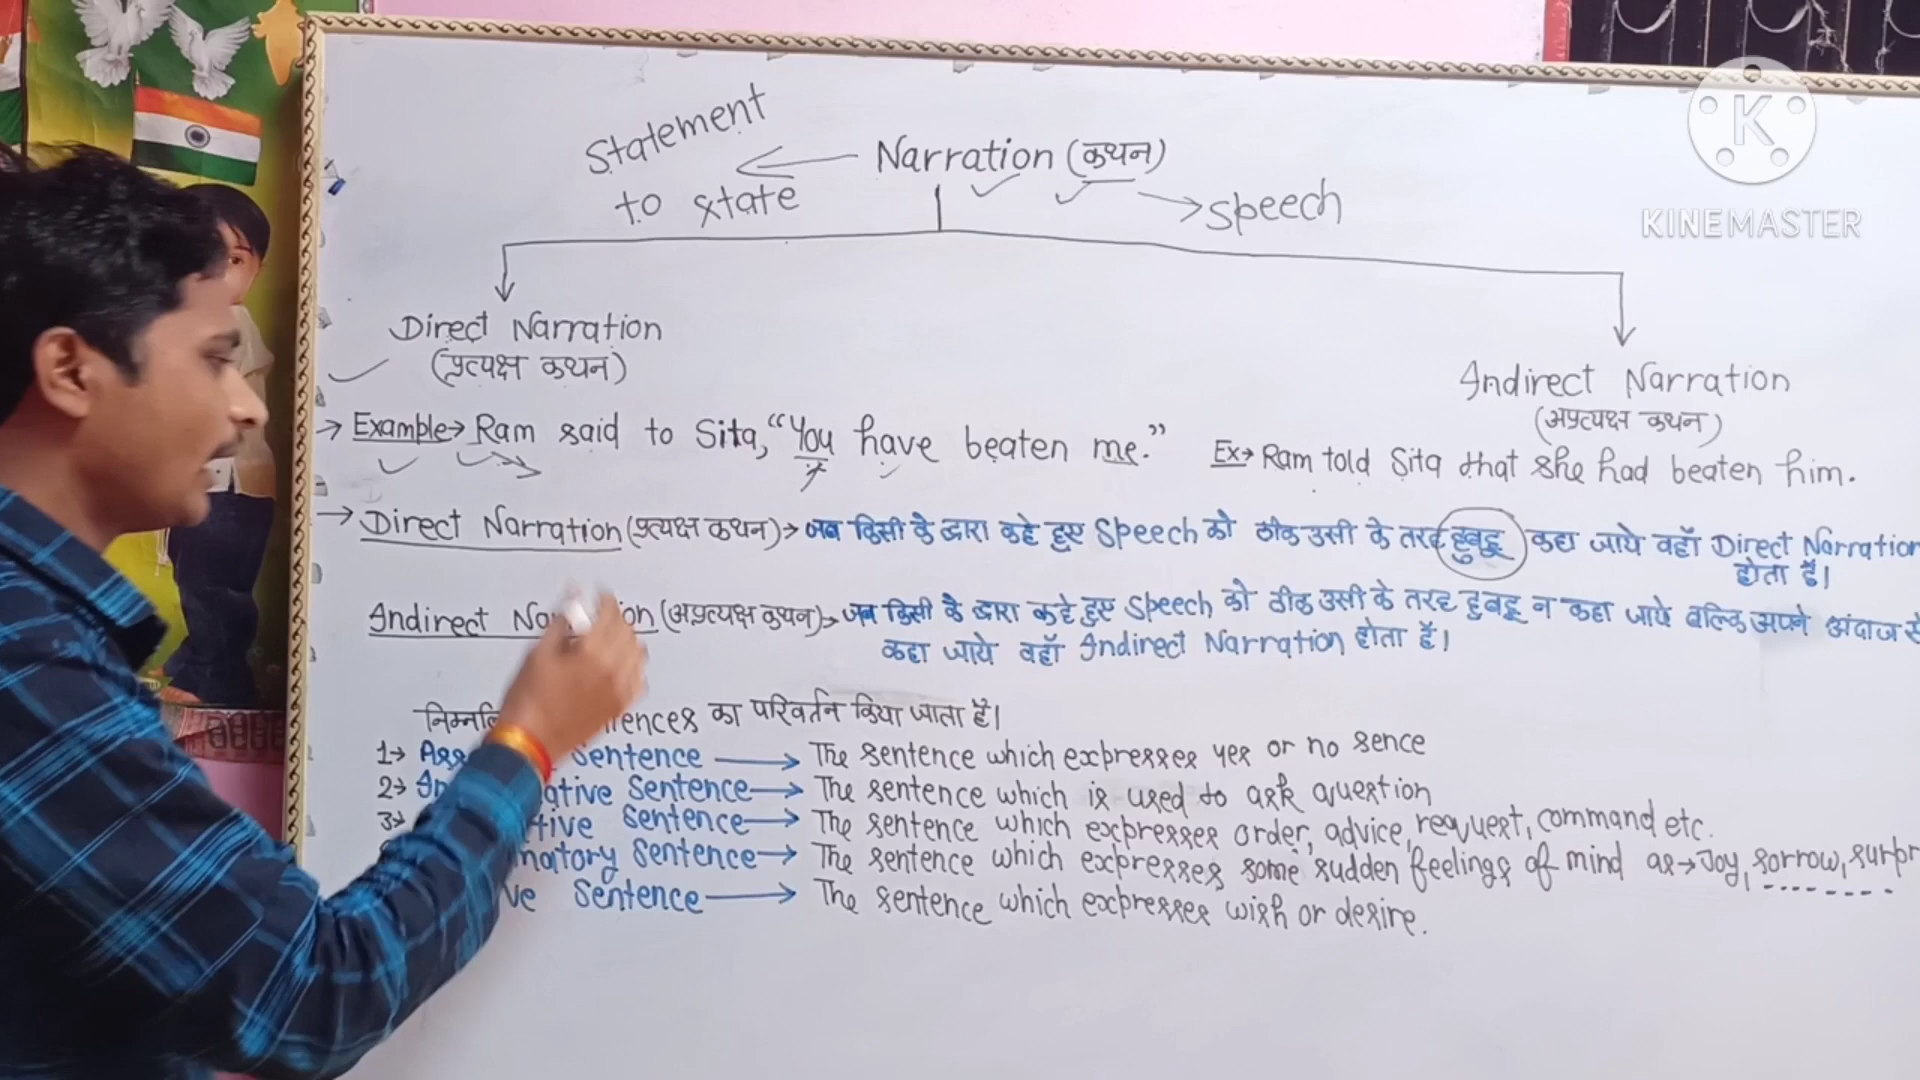 Statement
to state
Narration (कथन)
speech
K
KINEMASTER
Direct Narration
(प्रत्यक्ष कथन)
Indirect Narration
(अप्रत्यक्ष कथन)
Example→ Ram said to Sita, “You have beaten me.”
Ex→ Ram told Sita that she had beaten him.
→ Direct Narration (प्रत्यक्ष कथन)→ जब किसी के द्वारा कहे हुए Speech को ठीक उसी के तरह हुबहू कहा जाये वहाँ Direct Narration
होता है।
Indirect (अप्रत्यक्ष कथन)→ जब किसी के द्वारा कहे हुए Speech को ठीक उसी के तरह हुबहू न कहा जाये बल्कि अपने अंदाज से
कहा जाये वहाँ Indirect Narration होता है।
का परिवर्तन किया जाता है।
1→ Sentence → The sentence which expresses yes or no sence
2→ Sentence → The sentence which is used to ask question
3→ Sentence → The sentence which expresses order, advice, request, command etc.
Sentence → The sentence which expresses some sudden feelings of mind as→ Joy, sorrow,
Sentence → The sentence which expresses wish or desire.